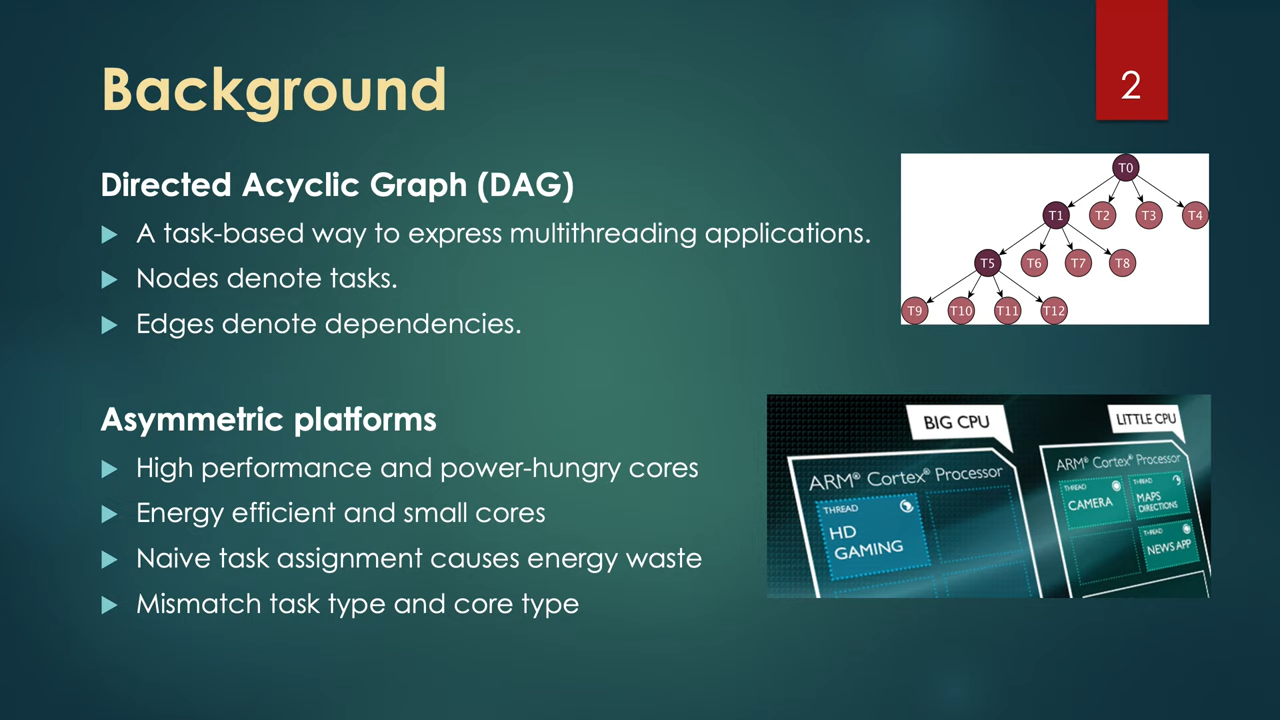 Background
2
Directed Acyclic Graph (DAG)
A task-based way to express multithreading applications.
Nodes denote tasks.
Edges denote dependencies.
T0
T1 T2 T3 T4
T5 T6 T7 T8
T9 T10 T11 T12
Asymmetric platforms
High performance and power-hungry cores
Energy efficient and small cores
Naive task assignment causes energy waste
Mismatch task type and core type
BIG CPU
ARM® Cortex® Processor
THREAD
HD
GAMING
LITTLE CPU
ARM® Cortex® Processor
THREAD
CAMERA
THREAD
MAPS
DIRECTIONS
THREAD
NEWS APP